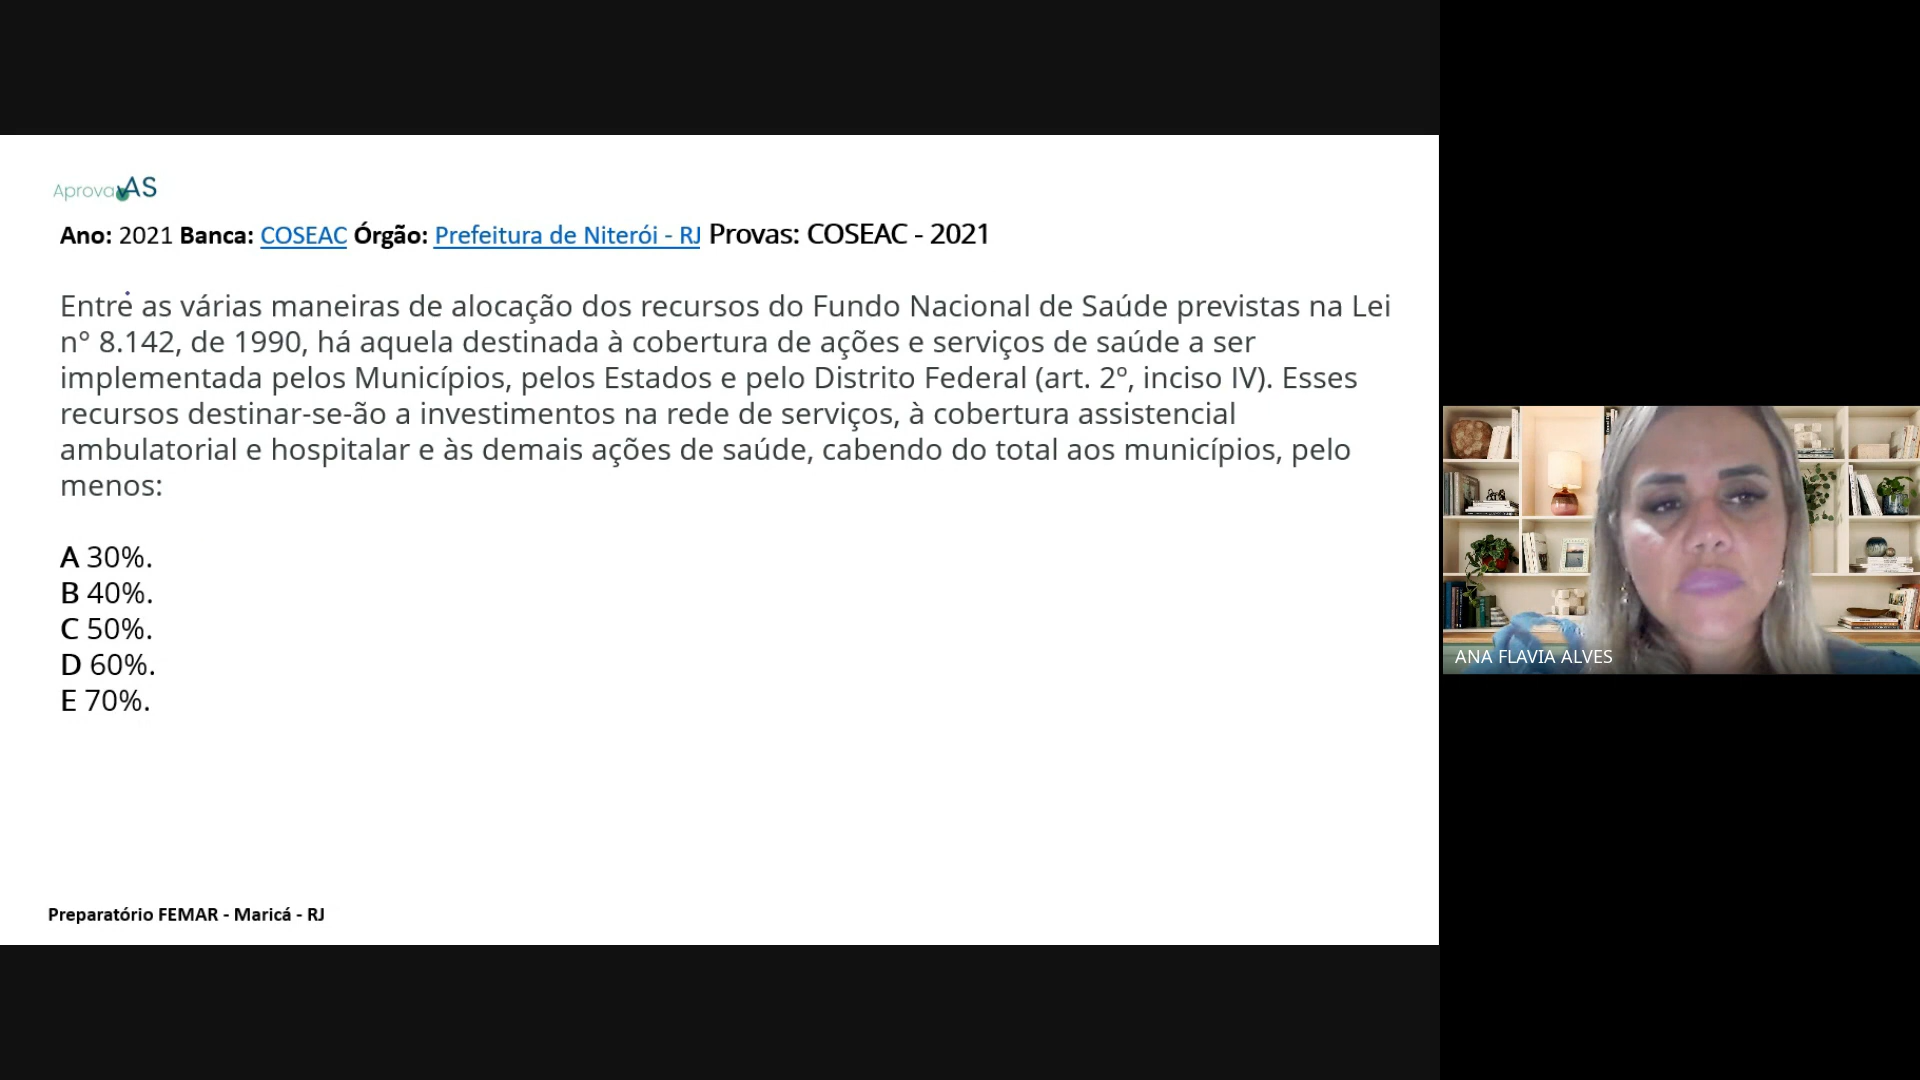 AprovaAS
Ano: 2021 Banca: COSEAC Órgão: Prefeitura de Niterói - RJ Provas: COSEAC - 2021
Entre as várias maneiras de alocação dos recursos do Fundo Nacional de Saúde previstas na Lei
n° 8.142, de 1990, há aquela destinada à cobertura de ações e serviços de saúde a ser
implementada pelos Municípios, pelos Estados e pelo Distrito Federal (art. 2º, inciso IV). Esses
recursos destinar-se-ão a investimentos na rede de serviços, à cobertura assistencial
ambulatorial e hospitalar e às demais ações de saúde, cabendo do total aos municípios, pelo
menos:
A 30%.
B 40%.
C 50%.
D 60%.
E 70%.
Preparatório FEMAR - Maricá - RJ
ANA FLAVIA ALVES